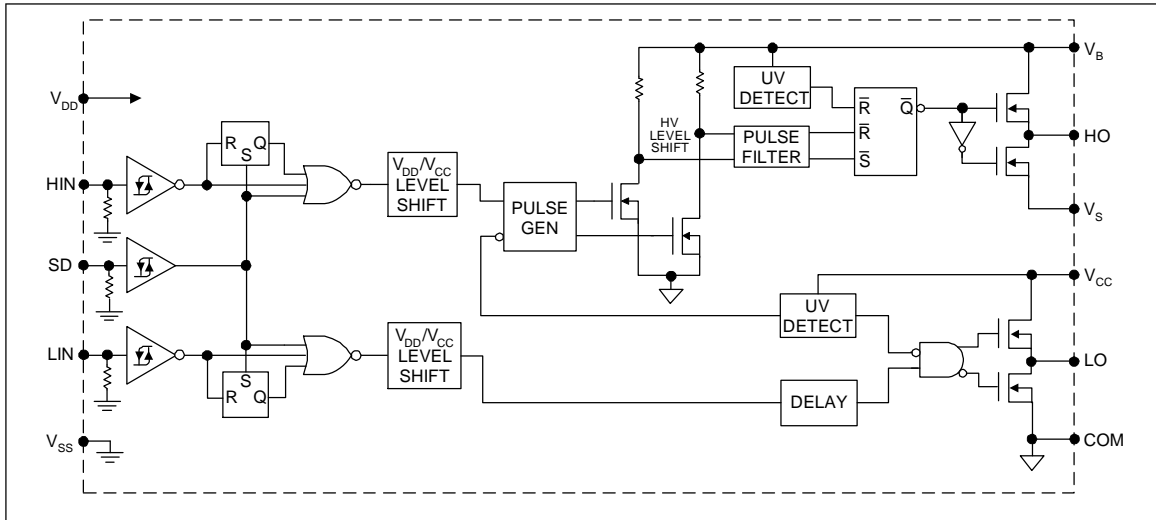 V_DD
HIN
SD
LIN
V_SS
R Q
S
S
R Q
V_DD/V_CC
LEVEL
SHIFT
V_DD/V_CC
LEVEL
SHIFT
PULSE
GEN
HV
LEVEL
SHIFT
UV
DETECT
PULSE
FILTER
R̅ Q̅
R̅
S̅
UV
DETECT
DELAY
V_B
HO
V_S
V_CC
LO
COM